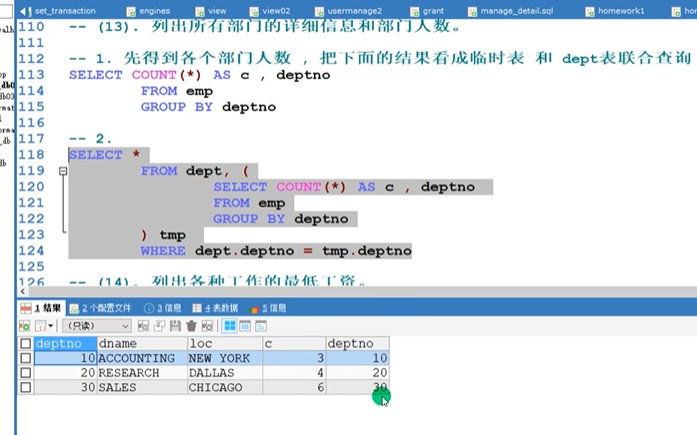 set_transaction engines view view02 usermanage2 grant manage_detail.sql homework1
110 -- (13). 列出所有部门的详细信息和部门人数。
111
112 -- 1. 先得到各个部门人数 , 把下面的结果看成临时表 和 dept表联合查询
113 SELECT COUNT(*) AS c , deptno
114 FROM emp
115 GROUP BY deptno
116
117 -- 2.
118 SELECT *
119 FROM dept, (
120 SELECT COUNT(*) AS c , deptno
121 FROM emp
122 GROUP BY deptno
123 ) tmp
124 WHERE dept.deptno = tmp.deptno
125
126 -- (14). 列出各种工作的最低工资。
1 结果 2 个配置文件 3 信息 4 表数据 5 信息
(只读)
deptno dname loc c deptno
10 ACCOUNTING NEW YORK 3 10
20 RESEARCH DALLAS 4 20
30 SALES CHICAGO 6 30